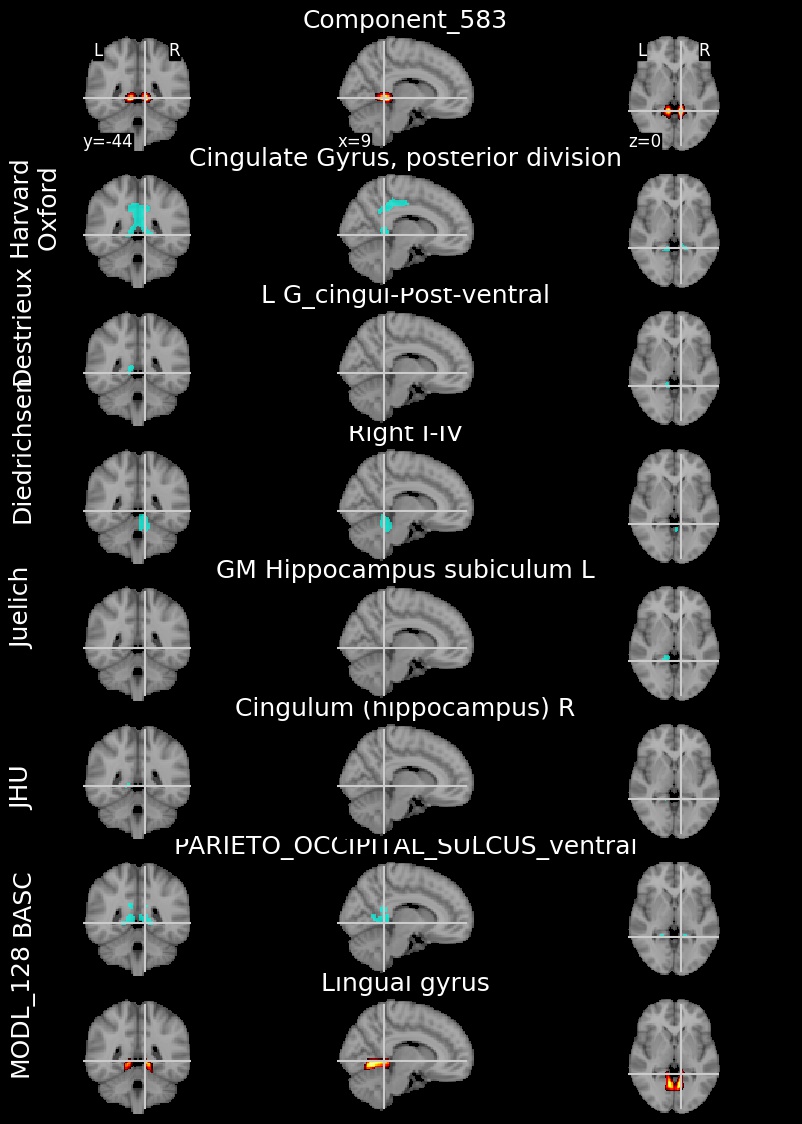 Component_583
L R L R
y=-44 x=9 z=0
Harvard
Oxford
Cingulate Gyrus, posterior division
Destrieux
L G_cingul-Post-ventral
Diedrichsen
Right I-IV
Juelich
GM Hippocampus subiculum L
JHU
Cingulum (hippocampus) R
BASC
PARIETO_OCCIPITAL_SULCUS_ventral
MODL_128
Lingual gyrus